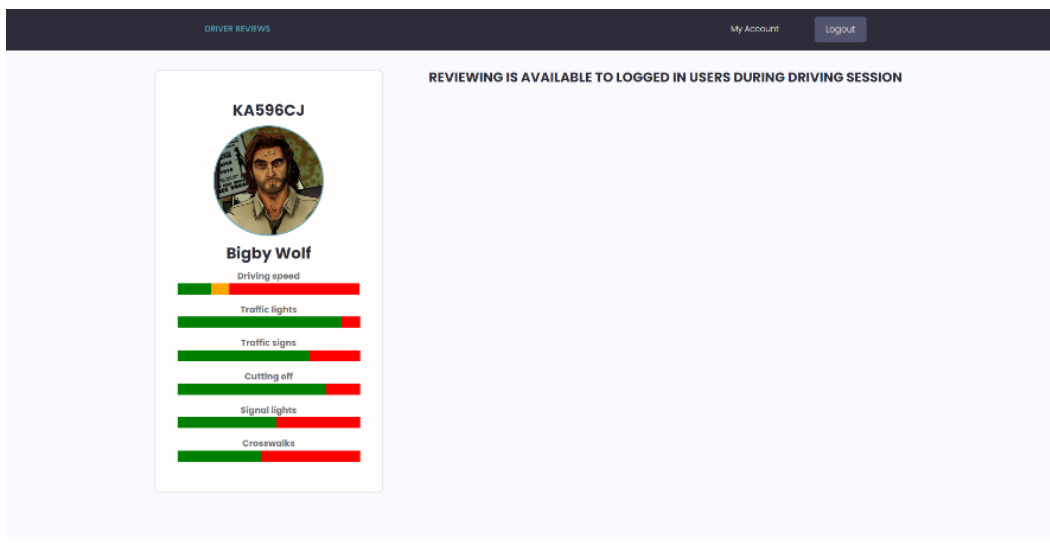 DRIVER REVIEWS
My Account
Logout
KA596CJ
Bigby Wolf
Driving speed
Traffic lights
Traffic signs
Cutting off
Signal lights
Crosswalks
REVIEWING IS AVAILABLE TO LOGGED IN USERS DURING DRIVING SESSION